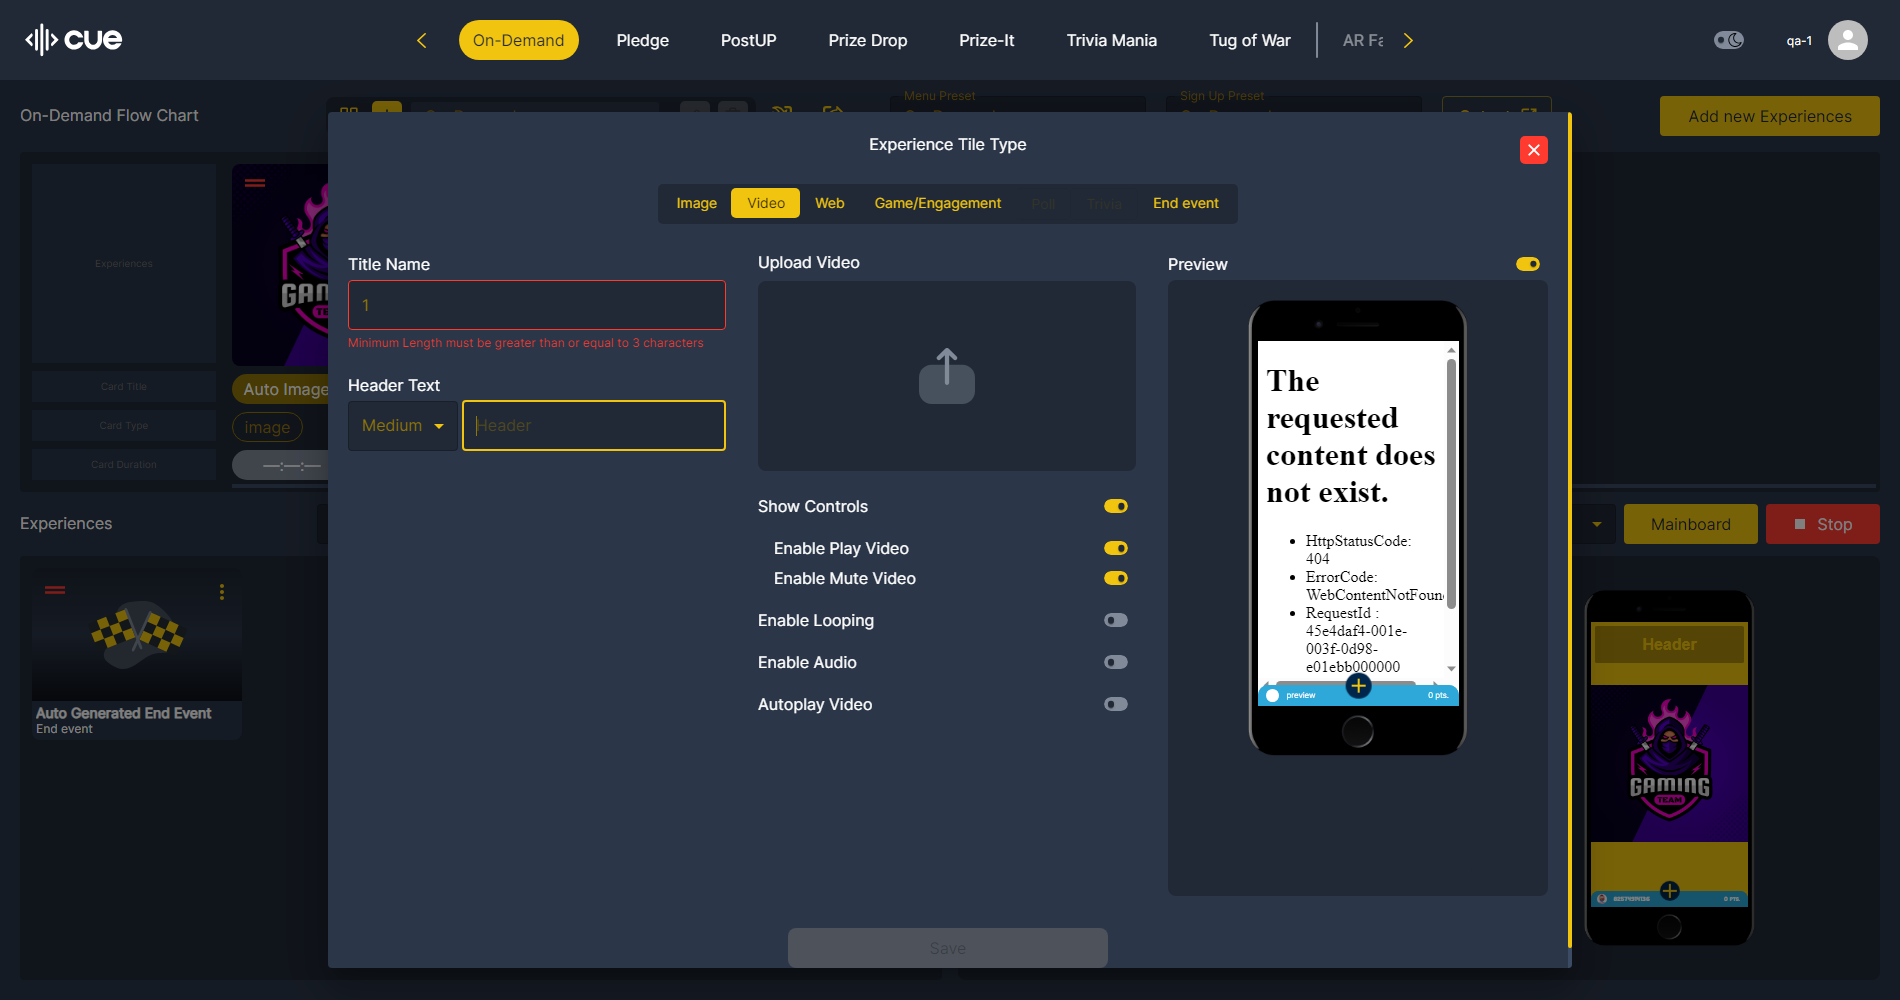 cue
On-Demand
Pledge
PostUP
Prize Drop
Prize-It
Trivia Mania
Tug of War
AR Fa
qa-1
On-Demand Flow Chart
Menu Preset
Sign Up Preset
Add new Experiences
Experience Tile Type
Image
Video
Web
Game/Engagement
Poll
Trivia
End event
Experiences
Card Title
Card Type
Card Duration
Auto Image
image
—:—:—
Title Name
1
Minimum Length must be greater than or equal to 3 characters
Header Text
Medium
Header
Upload Video
Show Controls
Enable Play Video
Enable Mute Video
Enable Looping
Enable Audio
Autoplay Video
Preview
The
requested
content does
not exist.
HttpStatusCode:
404
ErrorCode:
WebContentNotFoun
RequestId :
45e4daf4-001e-
003f-0d98-
e01ebb000000
preview
0 pts.
Save
Experiences
Mainboard
Stop
Auto Generated End Event
End event
Header
GAMING
TEAM
0 PTS.